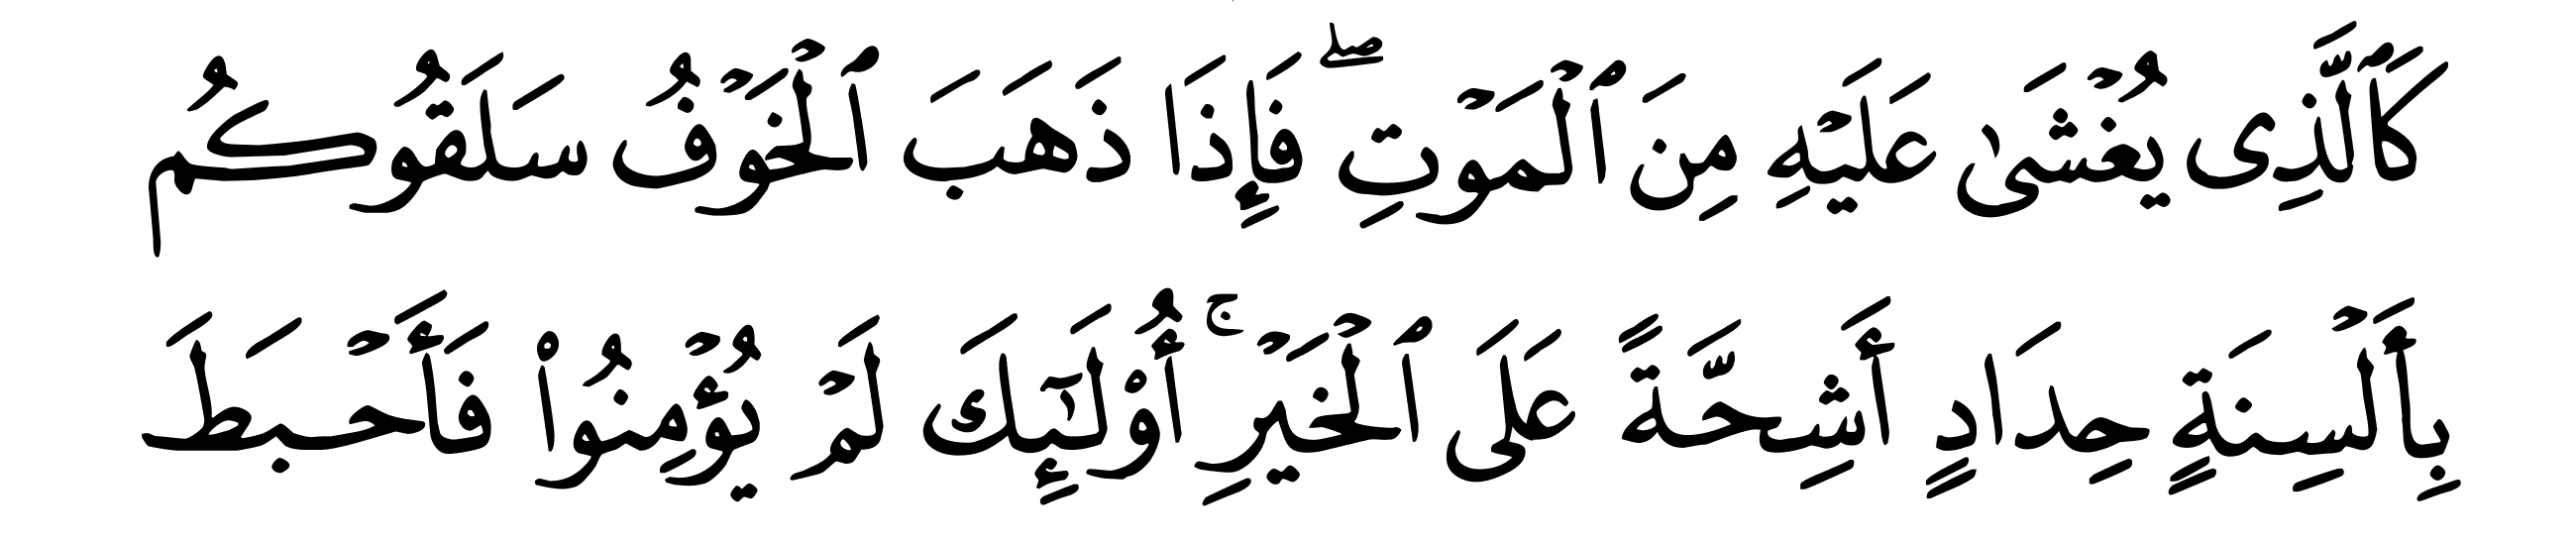 كَٱلَّذِى يُغْشَىٰ عَلَيْهِ مِنَ ٱلْمَوْتِ ۖ فَإِذَا ذَهَبَ ٱلْخَوْفُ سَلَقُوكُم
بِأَلْسِنَةٍ حِدَادٍ أَشِحَّةً عَلَى ٱلْخَيْرِ ۚ أُو۟لَـٰٓئِكَ لَمْ يُؤْمِنُوا۟ فَأَحْبَطَ